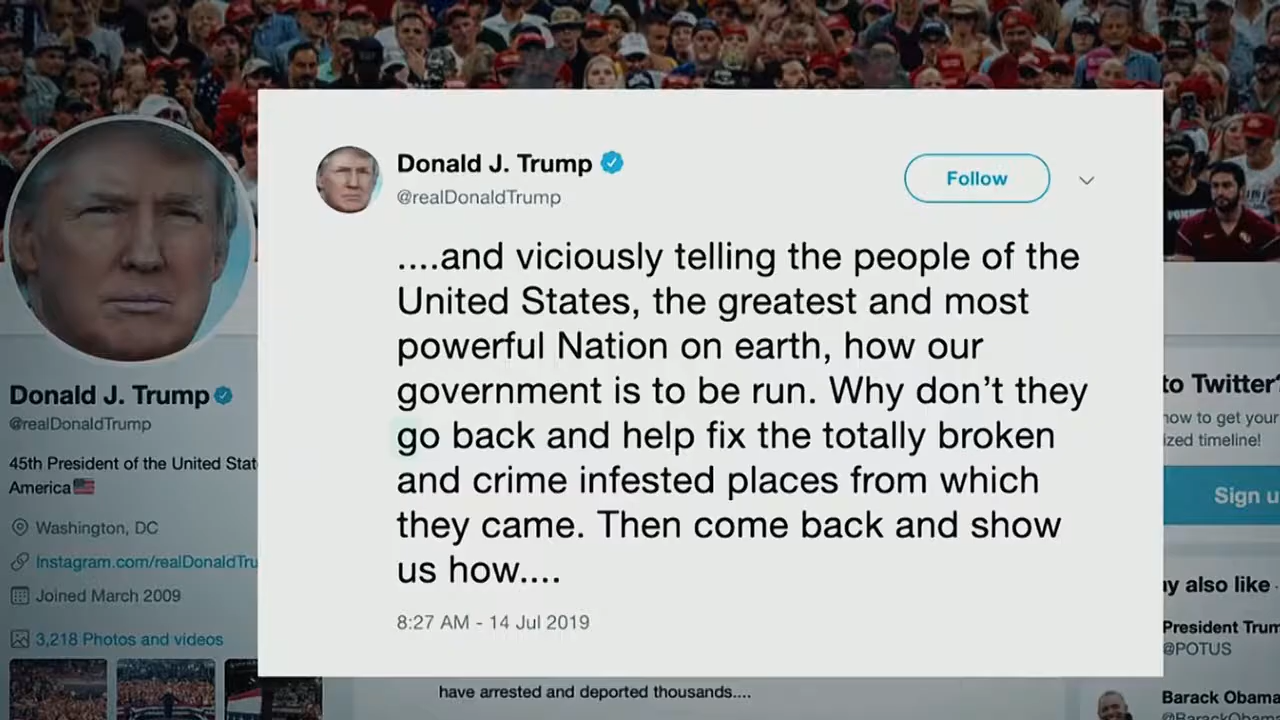 Donald J. Trump
@realDonaldTrump
Follow
....and viciously telling the people of the
United States, the greatest and most
powerful Nation on earth, how our
government is to be run. Why don’t they
go back and help fix the totally broken
and crime infested places from which
they came. Then come back and show
us how....
8:27 AM - 14 Jul 2019
Donald J. Trump
@realDonaldTrump
45th President of the United Stat
America🇺🇸
Washington, DC
Instagram.com/realDonaldTru
Joined March 2009
3,218 Photos and videos
have arrested and deported thousands....
to Twitter?
now to get your
ized timeline!
Sign u
ay also like
President Trum
@POTUS
Barack Obama
@BarackObam